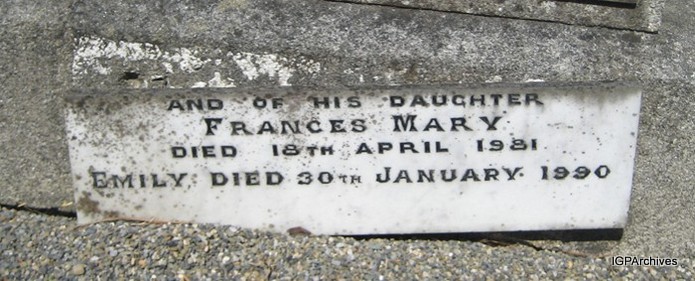 AND OF HIS DAUGHTER
FRANCES MARY
DIED 18TH APRIL 1981
EMILY DIED 30TH JANUARY 1990
IGPArchives